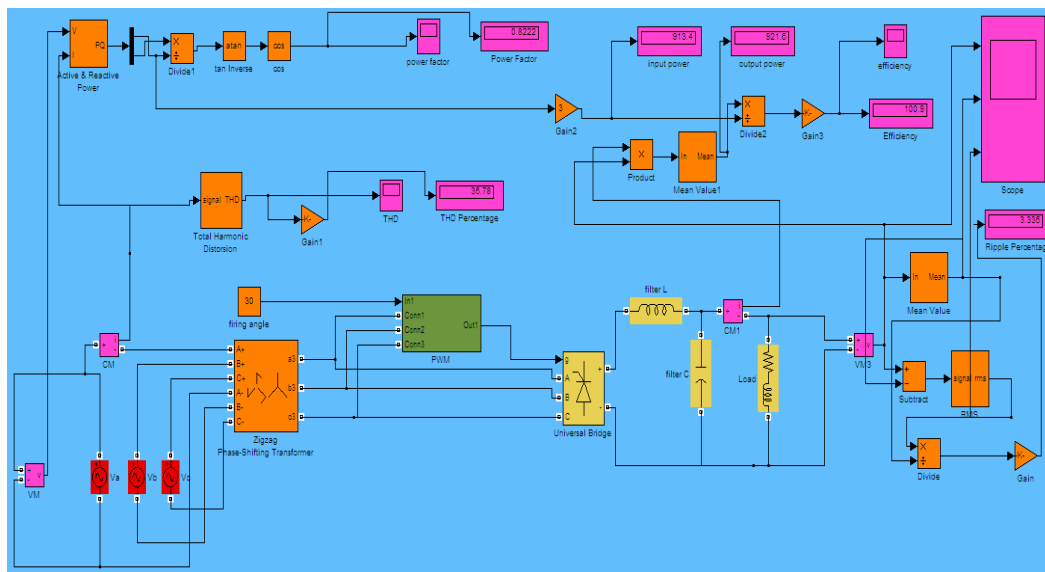 V
I
PQ
Active & Reactive
Power
X
÷
Divide1
atan
tan Inverse
cos
cos
power factor
0.8222
Power Factor
3
Gain2
913.4
input power
921.6
output power
efficiency
X
÷
Divide2
K-
Gain3
100.9
Efficiency
Scope
X
Product
In Mean
Mean Value1
signal THD
Total Harmonic
Distorsion
K-
Gain1
THD
35.78
THD Percentage
3.335
Ripple Percentag
In Mean
Mean Value
30
firing angle
In1
Conn1
Conn2
Conn3
Out1
PWM
filter L
+
i
-
CM1
+
i
-
CM
A+
B+
C+
A-
B-
C-
a3
b3
c3
Zigzag
Phase-Shifting Transformer
g
A
B
C
+
-
Universal Bridge
filter C
Load
+
v
-
VM3
+
−
Subtract
signal rms
RMS
X
÷
Divide
K-
Gain
+
v
-
VM
Va
Vb
Vc